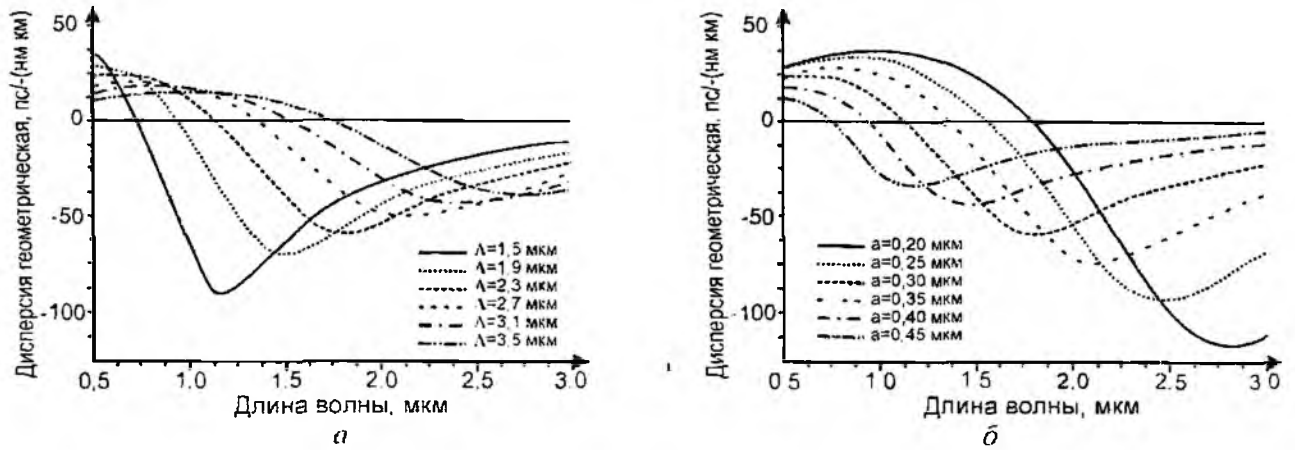 Дисперсия геометрическая, пс/-(нм км)
50
0
-50
-100
0.5
1.0
1.5
2.0
2.5
3.0
Λ=1,5 мкм
Λ=1,9 мкм
Λ=2,3 мкм
Λ=2,7 мкм
Λ=3,1 мкм
Λ=3,5 мкм
Длина волны, мкм
а
Дисперсия геометрическая, пс/-(нм км)
50
0
-50
-100
0 5
1.0
1.5
2.0
2.5
3 0
a=0,20 мкм
a=0,25 мкм
a=0,30 мкм
a=0,35 мкм
a=0,40 мкм
a=0,45 мкм
Длина волны, мкм
б